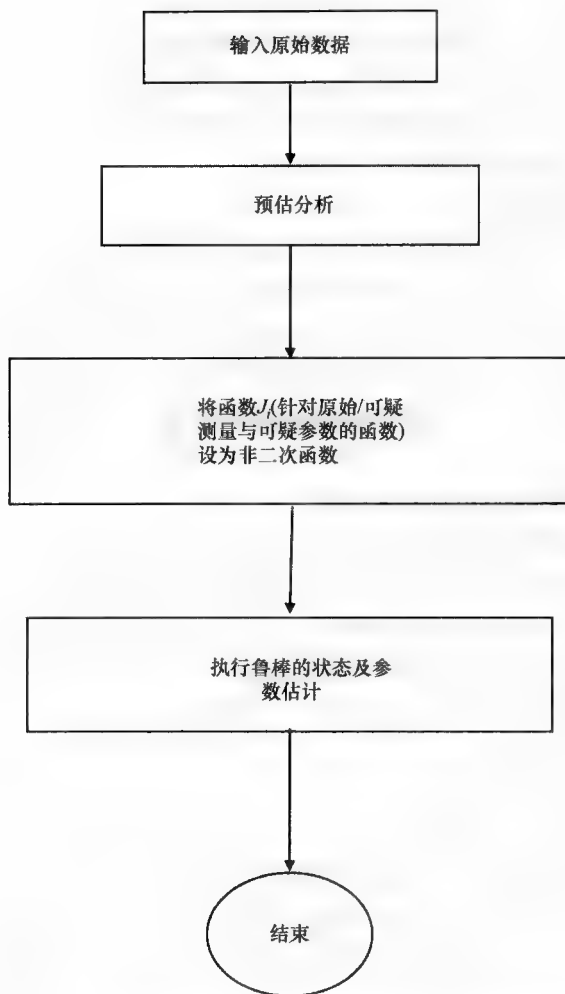 输入原始数据
预估分析
将函数J_i(针对原始/可疑
测量与可疑参数的函数)
设为非二次函数
执行鲁棒的状态及参
数估计
结束